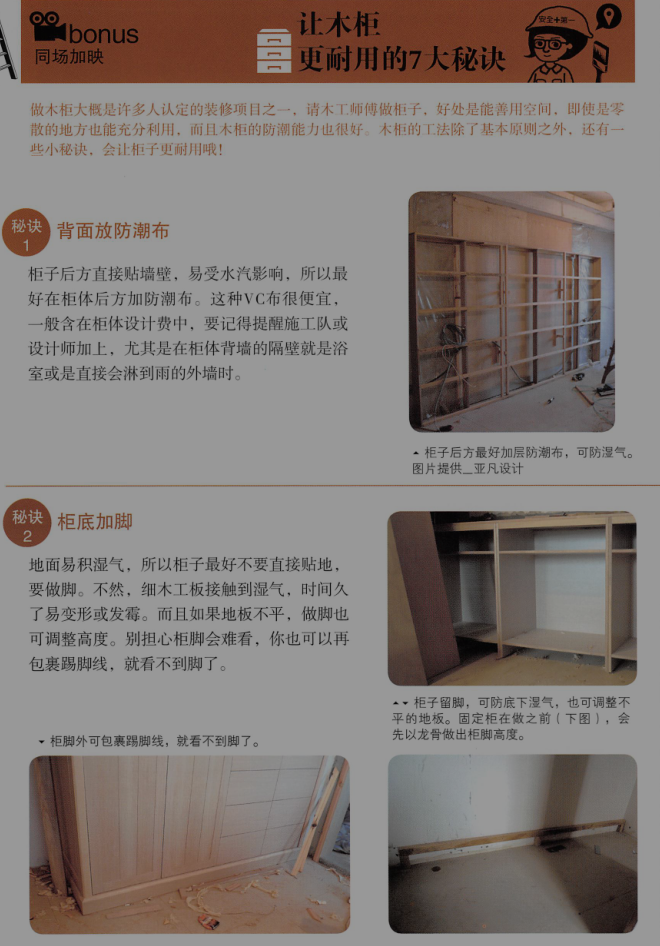 bonus
同场加映
让木柜
更耐用的7大秘诀
安全✚第一
做木柜大概是许多人认定的装修项目之一，请木工师傅做柜子，好处是能善用空间，即使是零
散的地方也能充分利用，而且木柜的防潮能力也很好。木柜的工法除了基本原则之外，还有一
些小秘诀，会让柜子更耐用哦！
秘诀
1
背面放防潮布
柜子后方直接贴墙壁，易受水汽影响，所以最
好在柜体后方加防潮布。这种VC布很便宜，
一般含在柜体设计费中，要记得提醒施工队或
设计师加上，尤其是在柜体背墙的隔壁就是浴
室或是直接会淋到雨的外墙时。
柜子后方最好加层防潮布，可防湿气。
图片提供__亚凡设计
秘诀
2
柜底加脚
地面易积湿气，所以柜子最好不要直接贴地，
要做脚。不然，细木工板接触到湿气，时间久
了易变形或发霉。而且如果地板不平，做脚也
可调整高度。别担心柜脚会难看，你也可以再
包裹踢脚线，就看不到脚了。
柜子留脚，可防底下湿气，也可调整不
平的地板。固定柜在做之前（下图），会
先以龙骨做出柜脚高度。
柜脚外可包裹踢脚线，就看不到脚了。